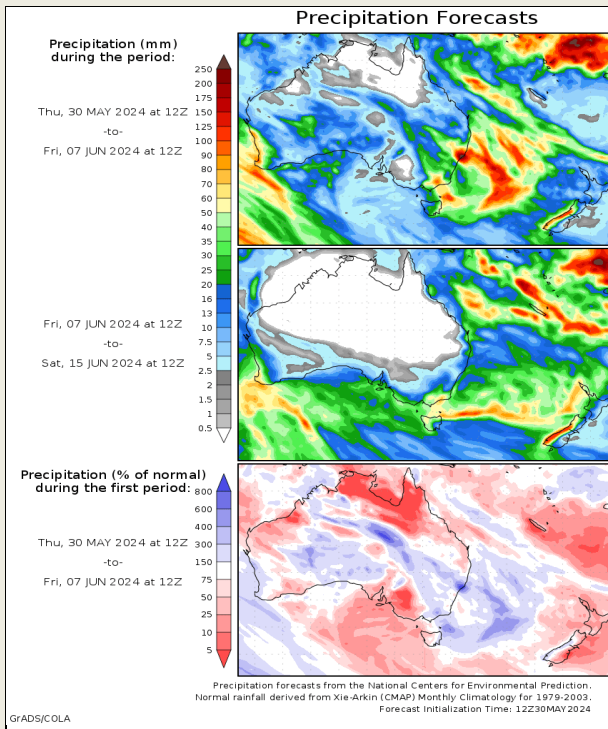 Precipitation Forecasts
Precipitation (mm)
during the period:
Thu, 30 MAY 2024 at 12Z
-to-
Fri, 07 JUN 2024 at 12Z
250
200
175
150
125
100
90
80
70
60
50
40
35
30
25
20
16
13
10
7.5
5
2.5
2
1.5
1
0.5
Fri, 07 JUN 2024 at 12Z
-to-
Sat, 15 JUN 2024 at 12Z
Precipitation (% of normal)
during the first period:
Thu, 30 MAY 2024 at 12Z
-to-
Fri, 07 JUN 2024 at 12Z
800
600
400
300
150
75
50
25
10
5
Precipitation forecasts from the National Centers for Environmental Prediction.
Normal rainfall derived from Xie-Arkin (CMAP) Monthly Climatology for 1979-2003.
Forecast Initialization Time: 12Z30MAY2024
GrADS/COLA